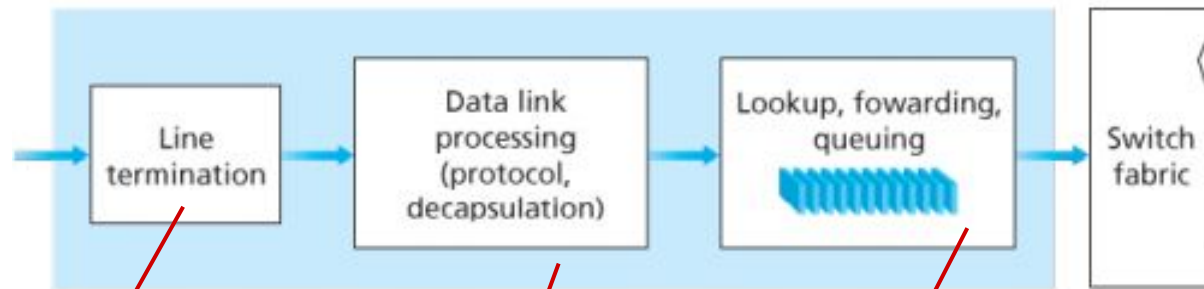 Line
termination
Data link
processing
(protocol,
decapsulation)
Lookup, fowarding,
queuing
Switch
fabric